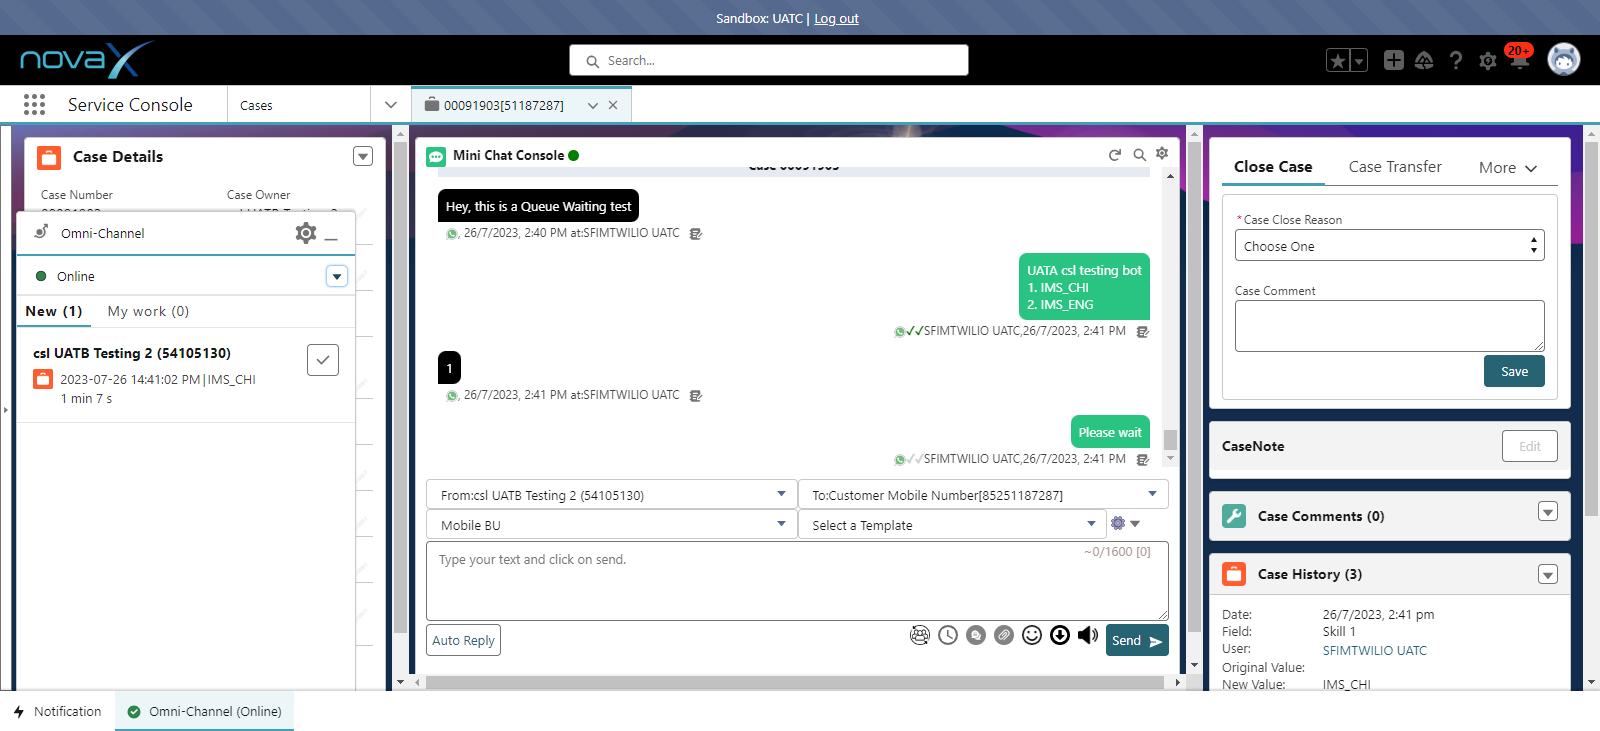 Sandbox: UATC | Log out
novaX
Search...
20+
Service Console
Cases
00091903[51187287]
Case Details
Case Number
Case Owner
Omni-Channel
Online
New (1)
My work (0)
csl UATB Testing 2 (54105130)
2023-07-26 14:41:02 PM|IMS_CHI
1 min 7 s
Mini Chat Console
Case 00091903
Hey, this is a Queue Waiting test
, 26/7/2023, 2:40 PM at:SFIMTWILIO UATC
UATA csl testing bot
1. IMS_CHI
2. IMS_ENG
SFIMTWILIO UATC,26/7/2023, 2:41 PM
1
, 26/7/2023, 2:41 PM at:SFIMTWILIO UATC
Please wait
SFIMTWILIO UATC,26/7/2023, 2:41 PM
From:csl UATB Testing 2 (54105130)
To:Customer Mobile Number[85251187287]
Mobile BU
Select a Template
Type your text and click on send.
~0/1600 [0]
Auto Reply
Send
Close Case
Case Transfer
More
*Case Close Reason
Choose One
Case Comment
Save
CaseNote
Edit
Case Comments (0)
Case History (3)
Date: 26/7/2023, 2:41 pm
Field: Skill 1
User: SFIMTWILIO UATC
Original Value:
New Value: IMS_CHI
Notification
Omni-Channel (Online)